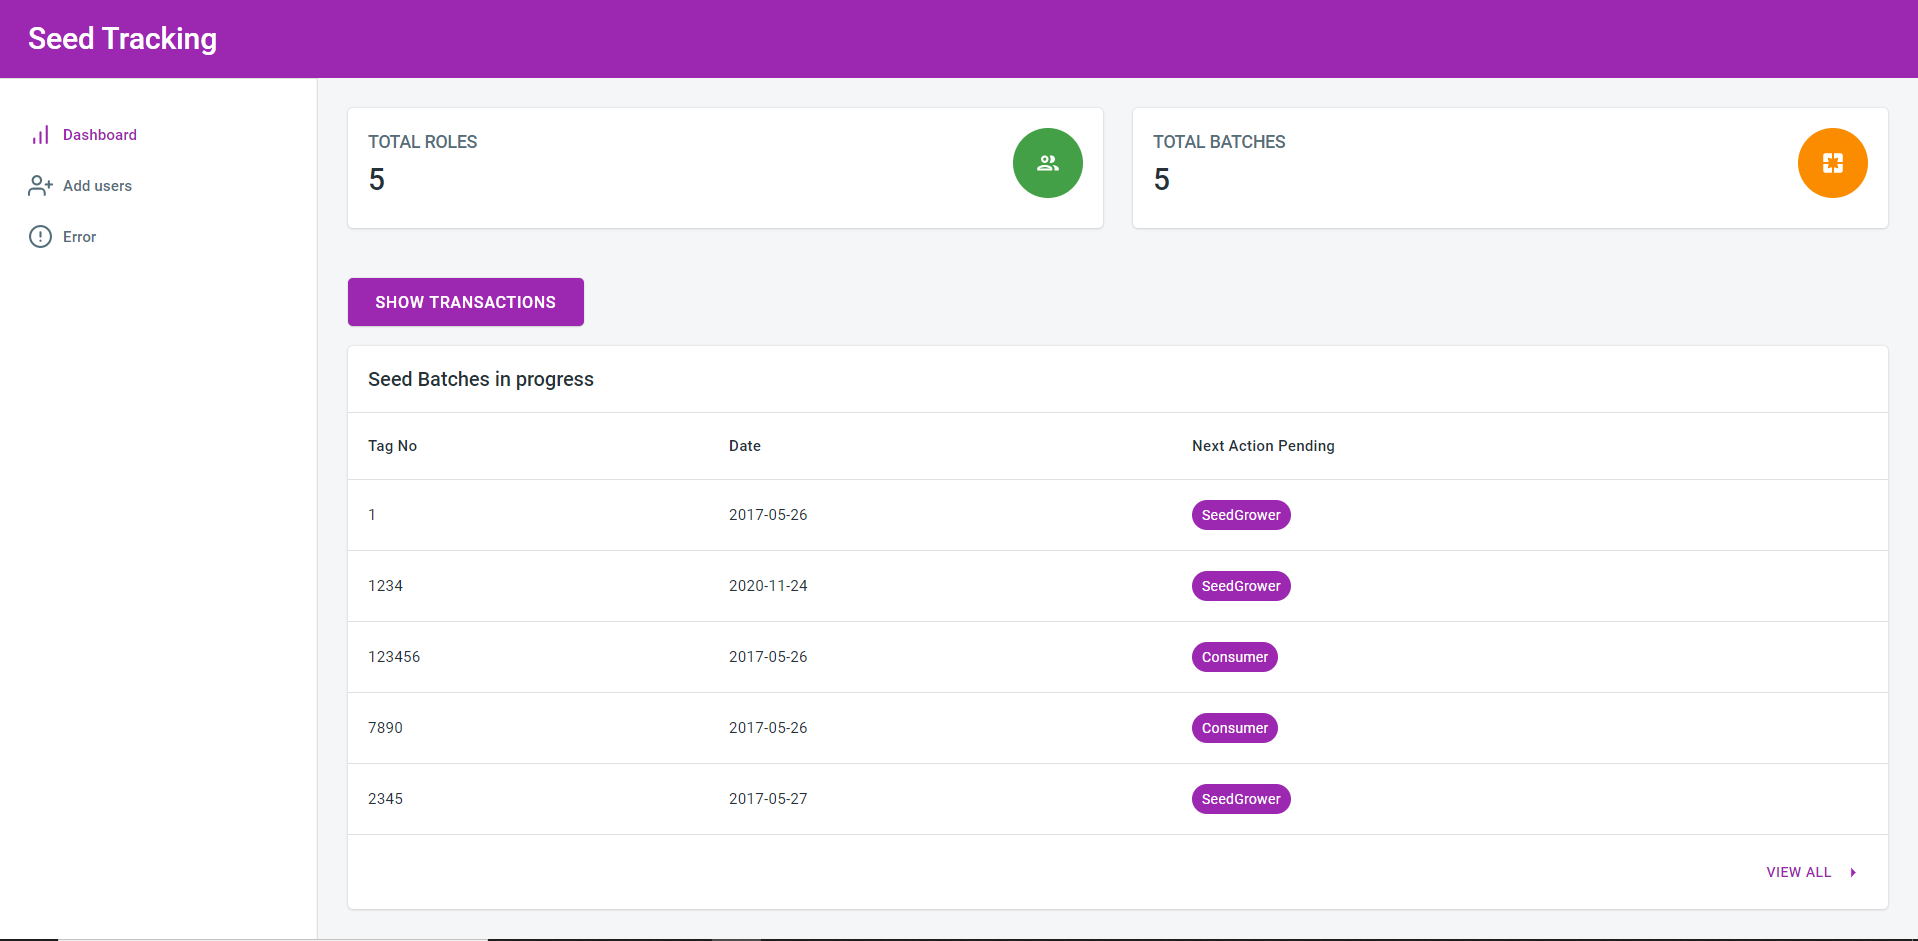 Seed Tracking
Dashboard
Add users
Error
TOTAL ROLES
5
TOTAL BATCHES
5
SHOW TRANSACTIONS
Seed Batches in progress
Tag No Date Next Action Pending
1 2017-05-26 SeedGrower
1234 2020-11-24 SeedGrower
123456 2017-05-26 Consumer
7890 2017-05-26 Consumer
2345 2017-05-27 SeedGrower
VIEW ALL